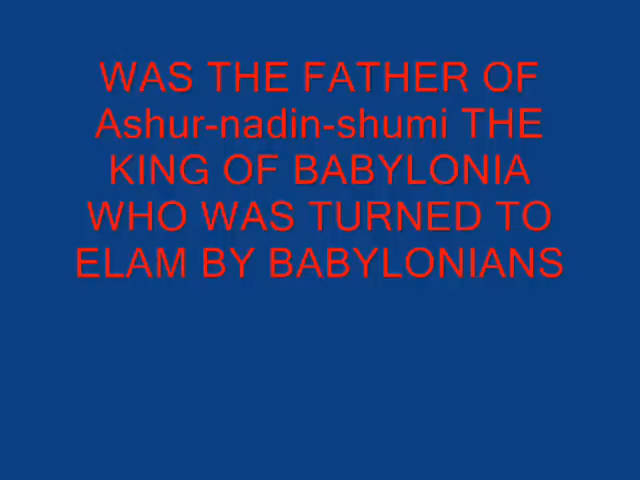 WAS THE FATHER OF
Ashur-nadin-shumi THE
KING OF BABYLONIA
WHO WAS TURNED TO
ELAM BY BABYLONIANS